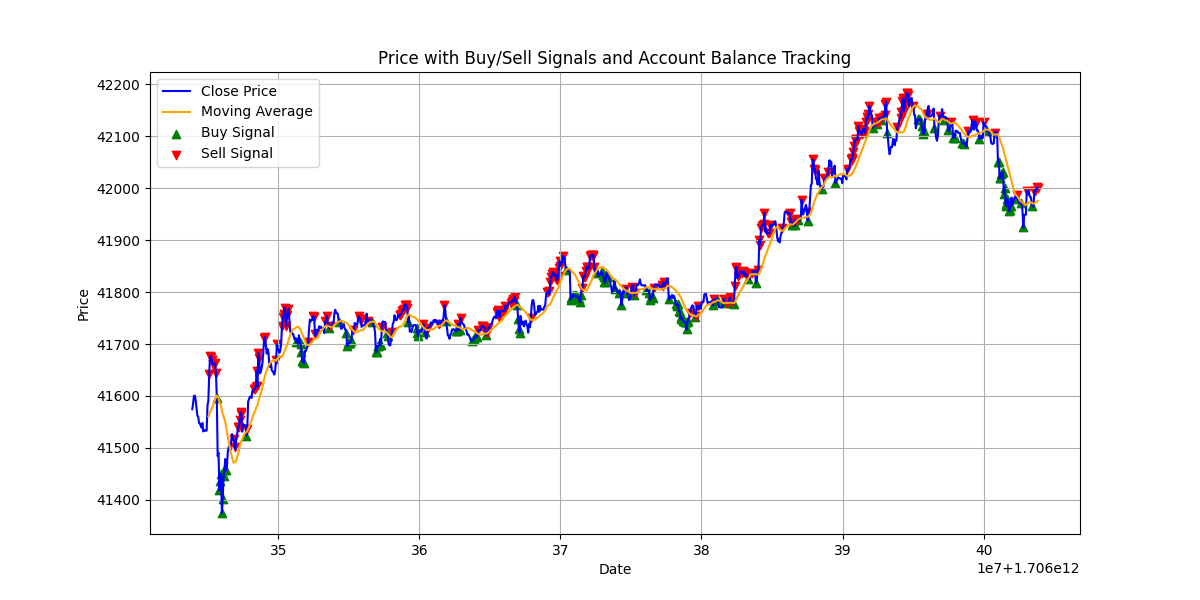 Price with Buy/Sell Signals and Account Balance Tracking
Close Price
Moving Average
Buy Signal
Sell Signal
42200
42100
42000
41900
41800
41700
41600
41500
41400
Price
35 36 37 38 39 40
1e7+1.706e12
Date